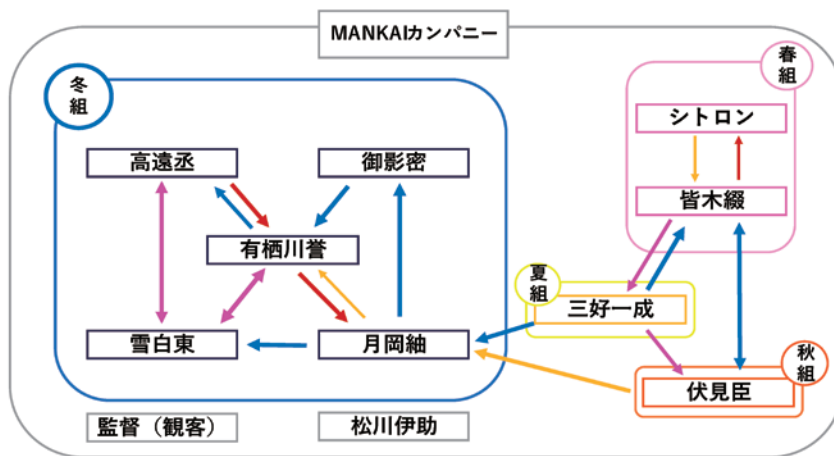 MANKAIカンパニー
冬組
春組
シトロン
高遠丞
御影密
皆木綴
有栖川誉
夏組
三好一成
雪白東
月岡紬
秋組
伏見臣
監督（観客）
松川伊助